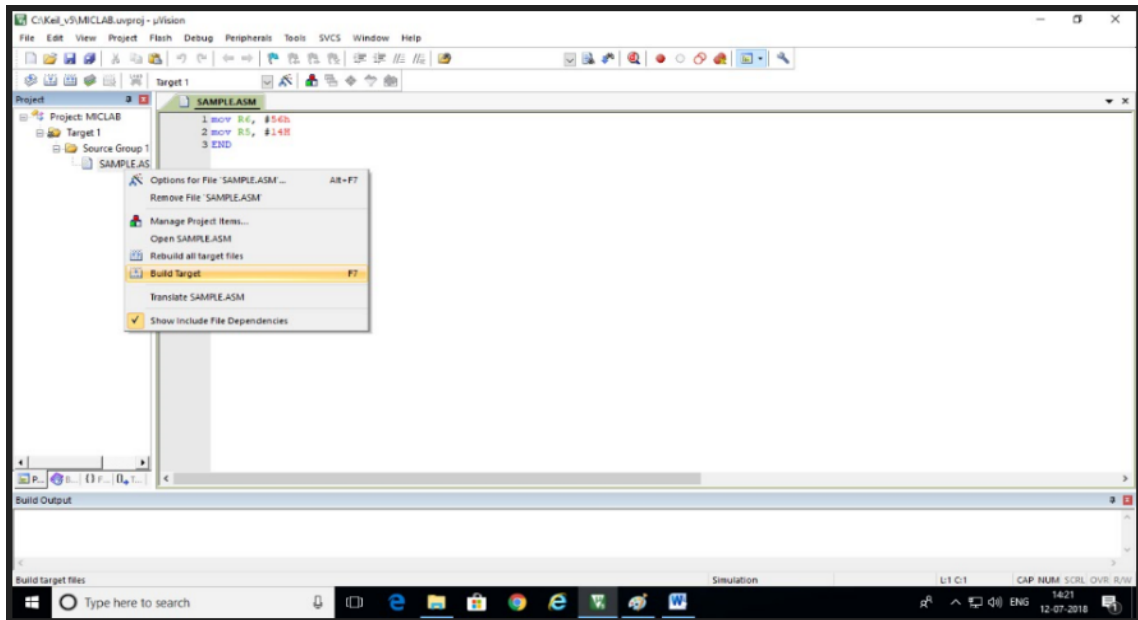 C:\Keil_v5\MICLAB.uvproj - µVision
File Edit View Project Flash Debug Peripherals Tools SVCS Window Help
Target 1
Project
SAMPLE.ASM
Project: MICLAB
Target 1
Source Group 1
SAMPLE.AS
1 mov R6, #56h
2 mov R5, #14H
3 END
Options for File 'SAMPLE.ASM'... Alt+F7
Remove File 'SAMPLE.ASM'
Manage Project Items...
Open SAMPLE.ASM
Rebuild all target files
Build Target F7
Translate SAMPLE.ASM
Show Include File Dependencies
P... B... {} F... 0 T...
Build Output
Build target files Simulation L:1 C:1 CAP NUM SCRL OVR R/W
Type here to search ENG 14:21
12-07-2018